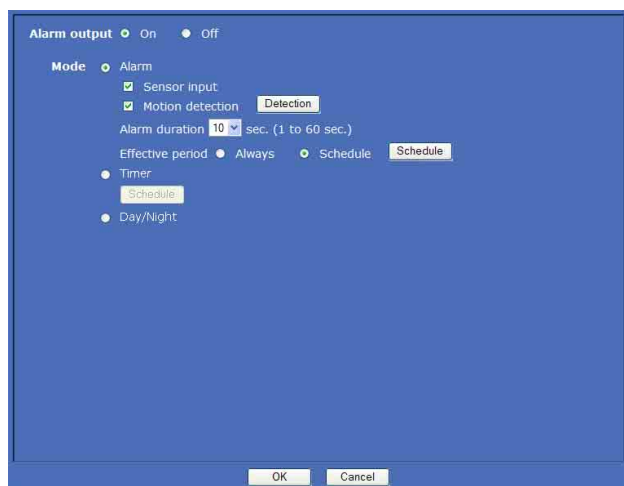 Alarm output On Off
Mode Alarm
Sensor input
Motion detection Detection
Alarm duration 10 sec. (1 to 60 sec.)
Effective period Always Schedule Schedule
Timer
Schedule
Day/Night
OK Cancel